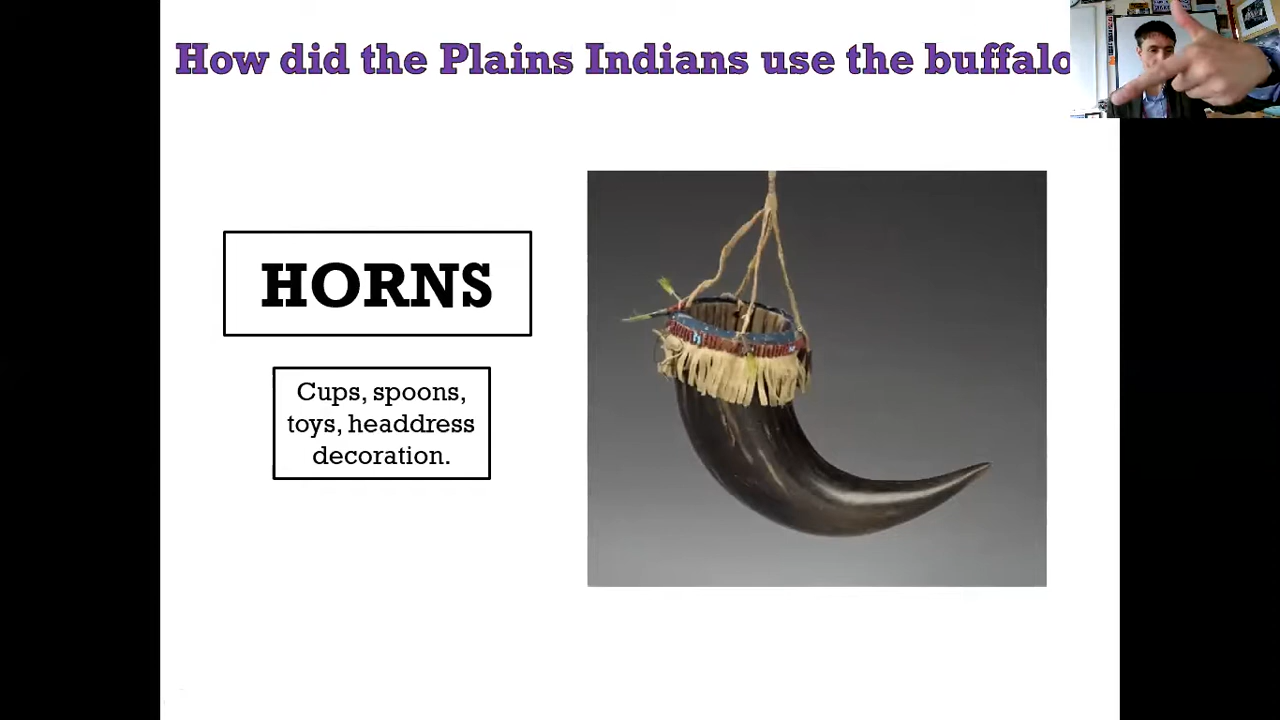 How did the Plains Indians use the buffalo
HORNS
Cups, spoons,
toys, headdress
decoration.